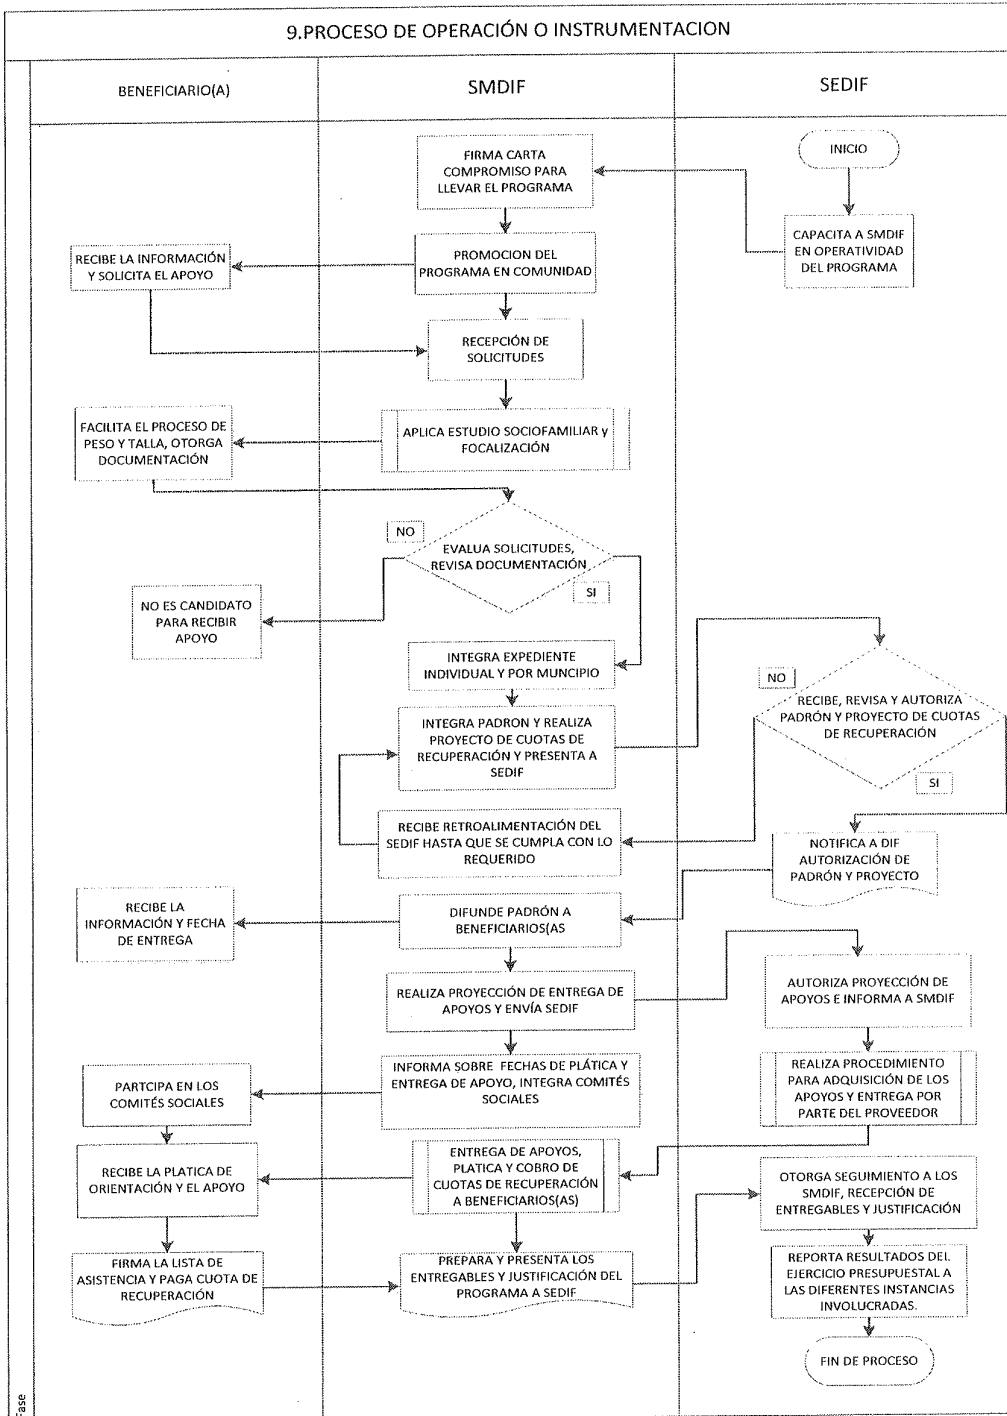 9.PROCESO DE OPERACIÓN O INSTRUMENTACION
BENEFICIARIO(A)
SMDIF
SEDIF
INICIO
FIRMA CARTA
COMPROMISO PARA
LLEVAR EL PROGRAMA
CAPACITA A SMDIF
EN OPERATIVIDAD
DEL PROGRAMA
RECIBE LA INFORMACIÓN
Y SOLICITA EL APOYO
PROMOCION DEL
PROGRAMA EN COMUNIDAD
RECEPCIÓN DE
SOLICITUDES
FACILITA EL PROCESO DE
PESO Y TALLA, OTORGA
DOCUMENTACIÓN
APLICA ESTUDIO SOCIOFAMILIAR y
FOCALIZACIÓN
NO
EVALUA SOLICITUDES,
REVISA DOCUMENTACIÓN
SI
NO ES CANDIDATO
PARA RECIBIR
APOYO
INTEGRA EXPEDIENTE
INDIVIDUAL Y POR MUNCIPIO
NO
RECIBE, REVISA Y AUTORIZA
PADRÓN Y PROYECTO DE CUOTAS
DE RECUPERACIÓN
SI
INTEGRA PADRON Y REALIZA
PROYECTO DE CUOTAS DE
RECUPERACIÓN Y PRESENTA A
SEDIF
RECIBE RETROALIMENTACIÓN DEL
SEDIF HASTA QUE SE CUMPLA CON LO
REQUERIDO
NOTIFICA A DIF
AUTORIZACIÓN DE
PADRÓN Y PROYECTO
RECIBE LA
INFORMACIÓN Y FECHA
DE ENTREGA
DIFUNDE PADRÓN A
BENEFICIARIOS(AS
REALIZA PROYECCIÓN DE ENTREGA DE
APOYOS Y ENVÍA SEDIF
AUTORIZA PROYECCIÓN DE
APOYOS E INFORMA A SMDIF
PARTCIPA EN LOS
COMITÉS SOCIALES
INFORMA SOBRE FECHAS DE PLÁTICA Y
ENTREGA DE APOYO, INTEGRA COMITÉS
SOCIALES
REALIZA PROCEDIMIENTO
PARA ADQUISICIÓN DE LOS
APOYOS Y ENTREGA POR
PARTE DEL PROVEEDOR
RECIBE LA PLATICA DE
ORIENTACIÓN Y EL APOYO
ENTREGA DE APOYOS,
PLATICA Y COBRO DE
CUOTAS DE RECUPERACIÓN
A BENEFICIARIOS(AS)
OTORGA SEGUIMIENTO A LOS
SMDIF, RECEPCIÓN DE
ENTREGABLES Y JUSTIFICACIÓN
FIRMA LA LISTA DE
ASISTENCIA Y PAGA CUOTA DE
RECUPERACIÓN
PREPARA Y PRESENTA LOS
ENTREGABLES Y JUSTIFICACIÓN DEL
PROGRAMA A SEDIF
REPORTA RESULTADOS DEL
EJERCICIO PRESUPUESTAL A
LAS DIFERENTES INSTANCIAS
INVOLUCRADAS.
FIN DE PROCESO
Fase